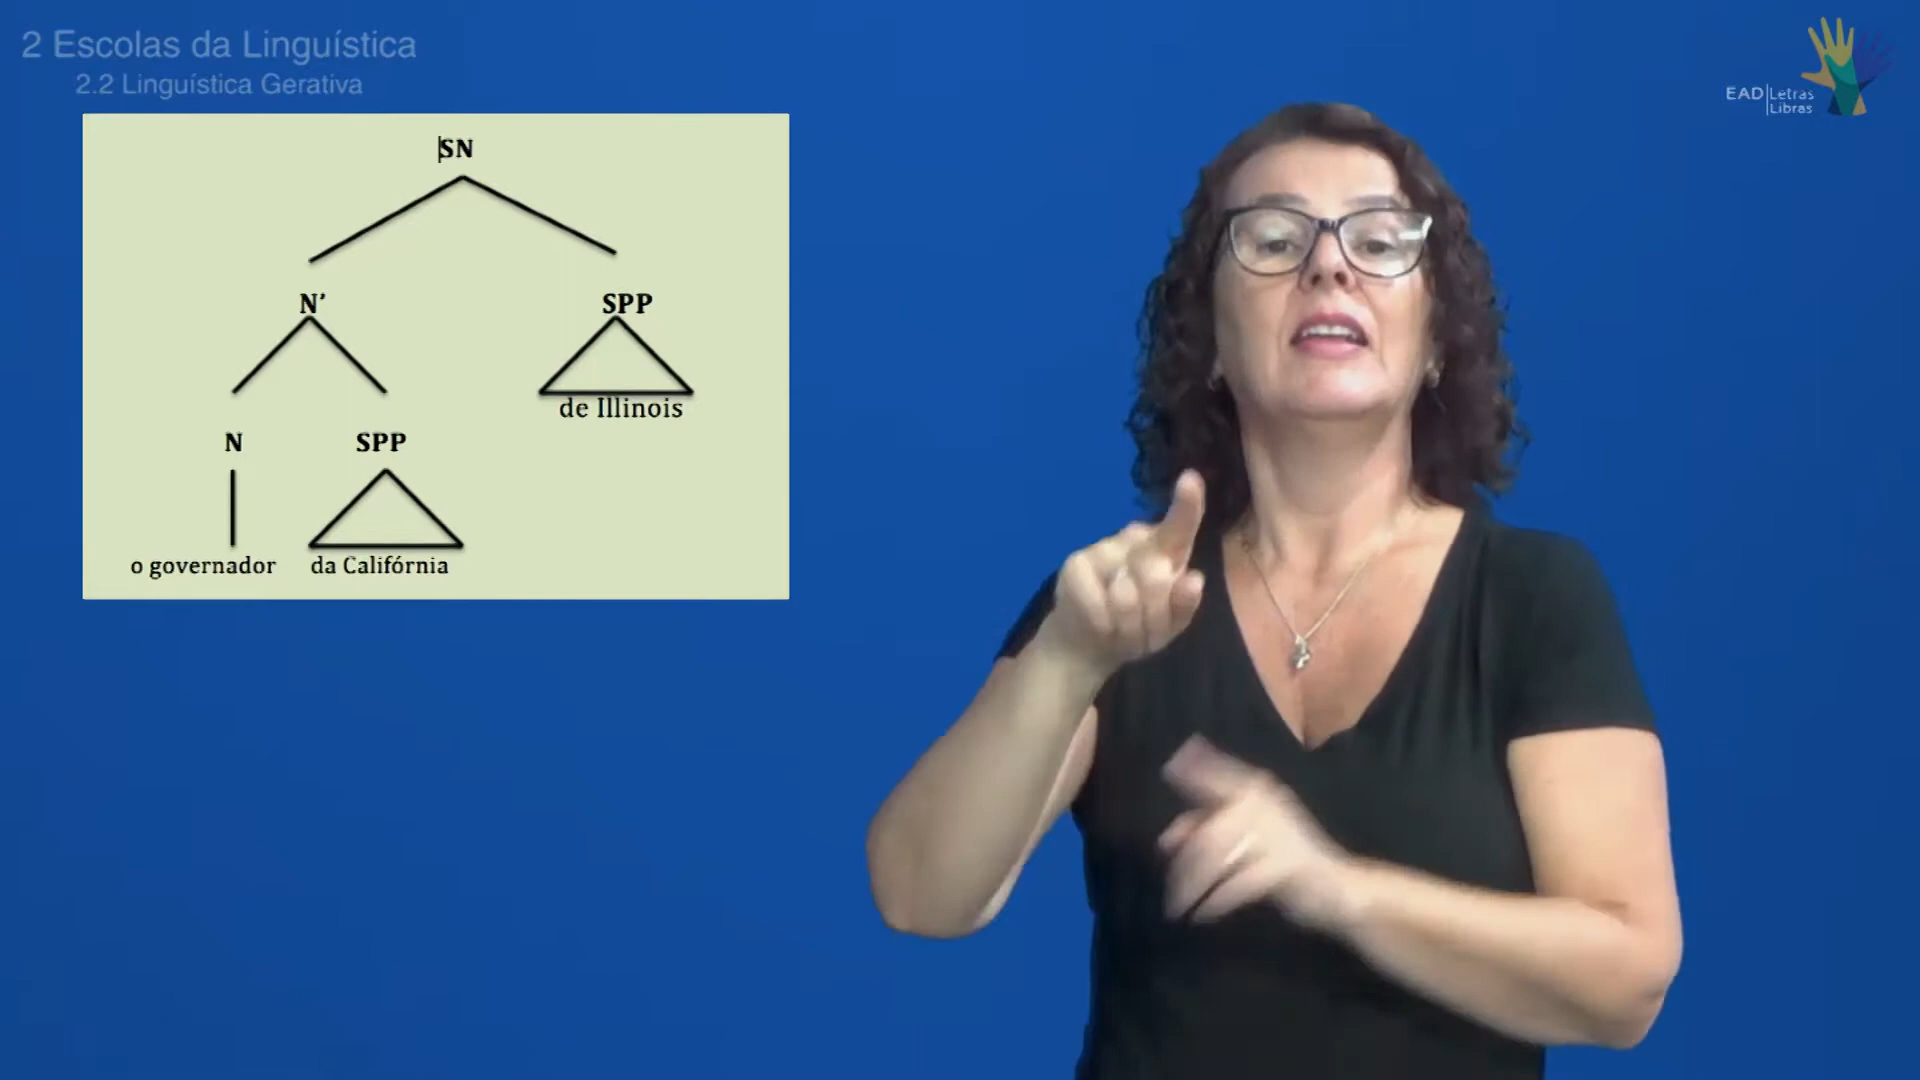 2 Escolas da Linguística
2.2 Linguística Gerativa
EAD Letras
Libras
SN
N’ SPP
de Illinois
N SPP
o governador da Califórnia